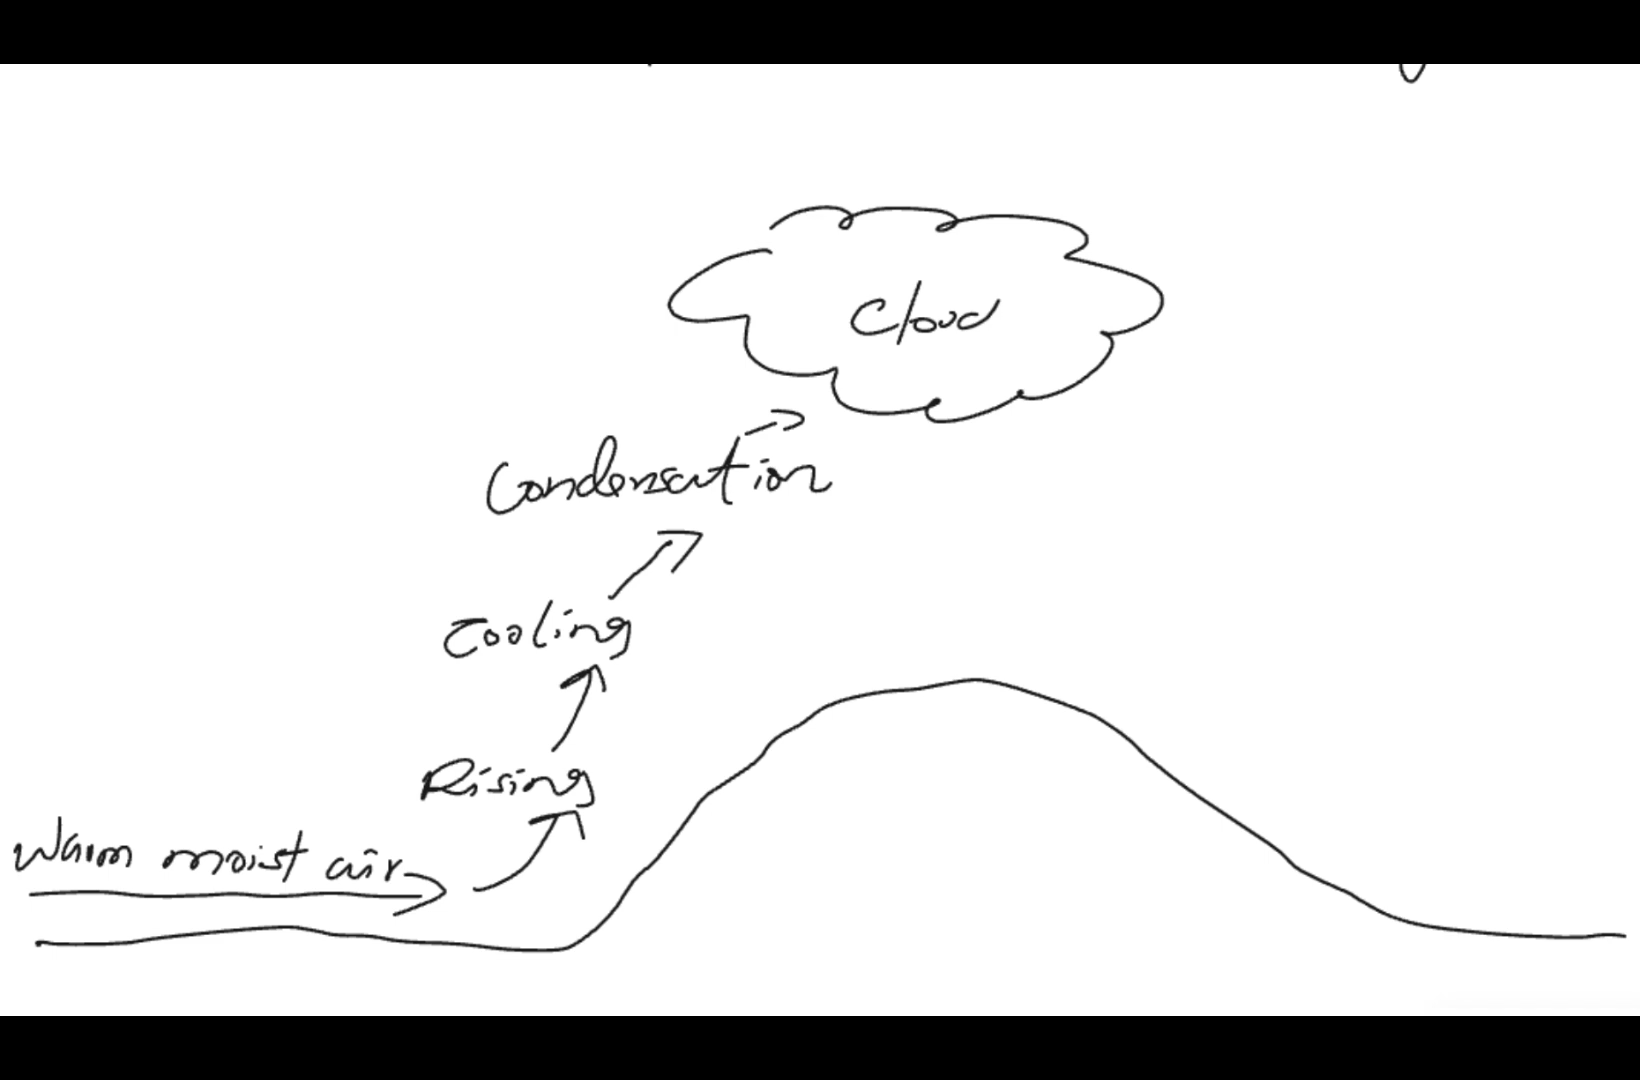 Cloud
Condensation
Cooling
Rising
Warm moist air